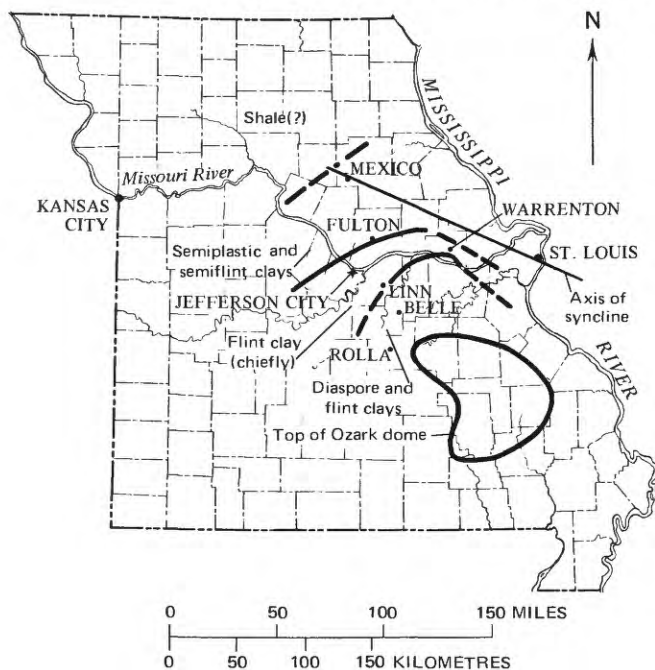 N
MISSISSIPPI
Shale(?)
Missouri River
MEXICO
KANSAS
CITY
FULTON
WARRENTON
Semiplastic and
semiflint clays
ST. LOUIS
JEFFERSON CITY
LINN
BELLE
Axis of
syncline
Flint clay
(chiefly)
ROLLA
RIVER
Diaspore and
flint clays
Top of Ozark dome
0 50 100 150 MILES
0 50 100 150 KILOMETRES